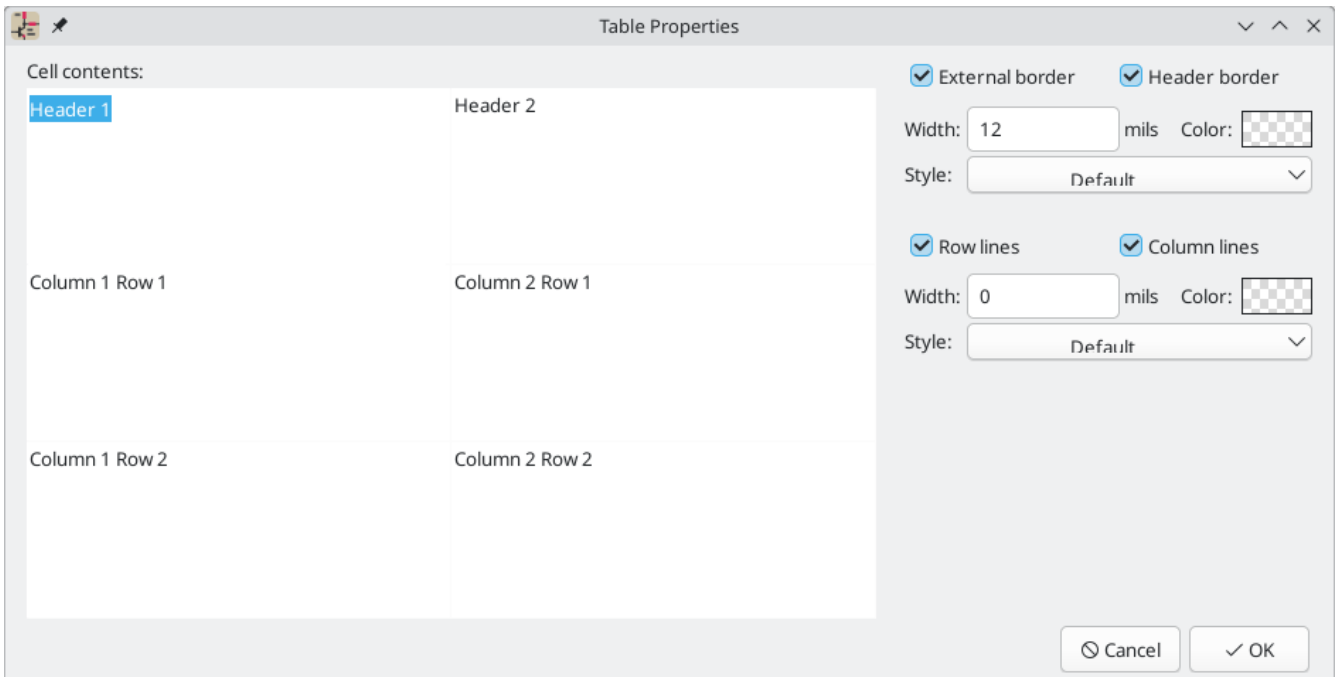 Table Properties
Cell contents:
Header 1
Header 2
Column 1 Row 1
Column 2 Row 1
Column 1 Row 2
Column 2 Row 2
External border
Header border
Width: 12 mils Color:
Style: Default
Row lines
Column lines
Width: 0 mils Color:
Style: Default
Cancel
OK